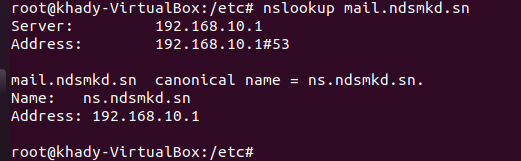 root@khady-VirtualBox:/etc# nslookup mail.ndsmkd.sn
Server:         192.168.10.1
Address:        192.168.10.1#53
mail.ndsmkd.sn  canonical name = ns.ndsmkd.sn.
Name:   ns.ndsmkd.sn
Address: 192.168.10.1
root@khady-VirtualBox:/etc#